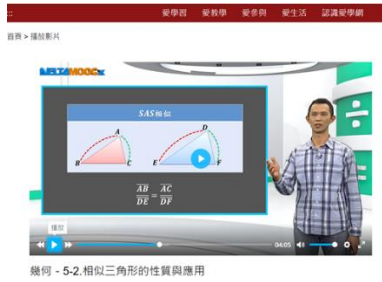 愛學習 愛教學 愛參與 愛生活 認識愛學網
首頁 > 播放影片
DELTAMOOCx
SAS相似
A
B C
D
E F
AB/DE = AC/DF
播放
04:05
幾何 - 5-2.相似三角形的性質與應用